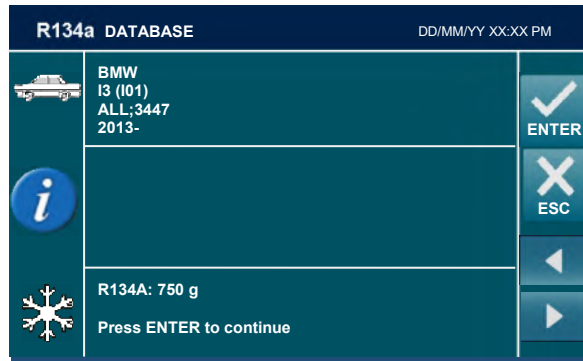 R134a DATABASE
DD/MM/YY XX:XX PM
BMW
I3 (I01)
ALL;3447
2013-
ENTER
i
ESC
R134A: 750 g
Press ENTER to continue